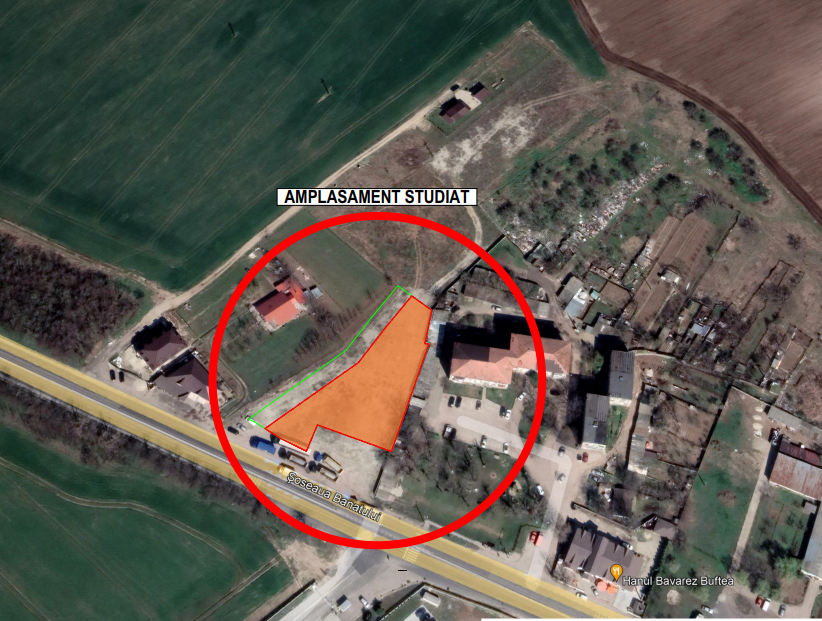 AMPLASAMENT STUDIAT
Șoseaua Banatului
Hanul Bavarez Buftea